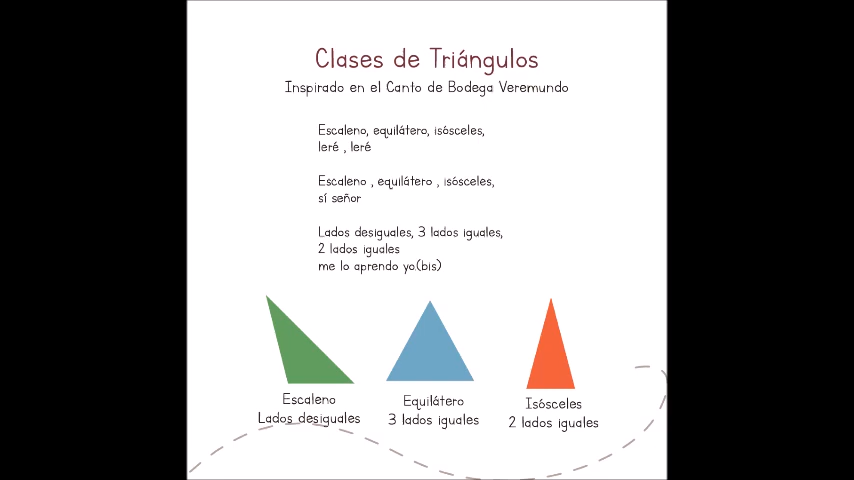 Clases de Triángulos
Inspirado en el Canto de Bodega Veremundo
Escaleno, equilátero, isósceles,
leré , leré
Escaleno , equilátero , isósceles,
sí señor
Lados desiguales, 3 lados iguales,
2 lados iguales
me lo aprendo yo.(bis)
Escaleno
Lados desiguales
Equilátero
3 lados iguales
Isósceles
2 lados iguales